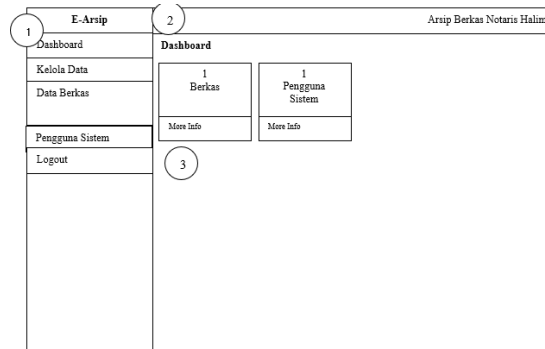 E-Arsip
1
2
Arsip Berkas Notaris Halim
Dashboard
Kelola Data
Data Berkas
Pengguna Sistem
Logout
Dashboard
1
Berkas
More Info
1
Pengguna
Sistem
More Info
3